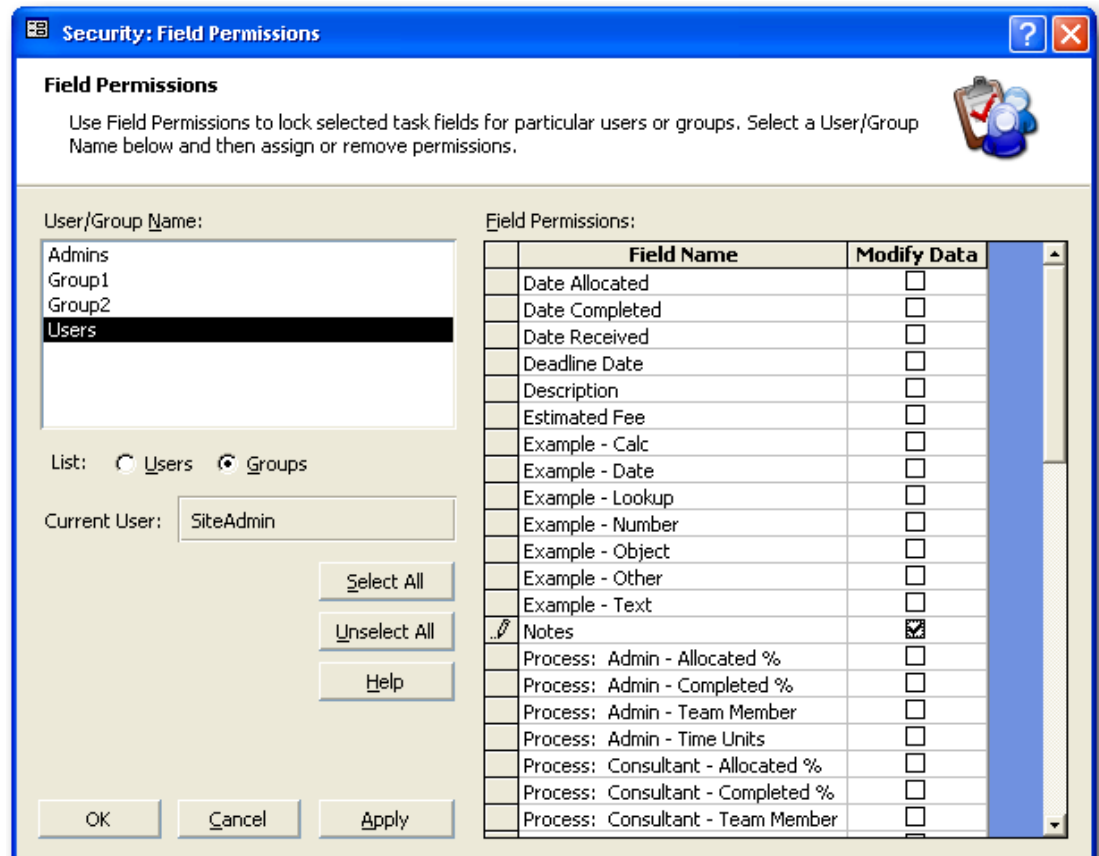 Security: Field Permissions
Field Permissions
Use Field Permissions to lock selected task fields for particular users or groups. Select a User/Group
Name below and then assign or remove permissions.
User/Group Name:
Admins
Group1
Group2
Users
List: Users Groups
Current User: SiteAdmin
Select All
Unselect All
Help
OK Cancel Apply
Field Permissions:
Field Name Modify Data
Date Allocated
Date Completed
Date Received
Deadline Date
Description
Estimated Fee
Example - Calc
Example - Date
Example - Lookup
Example - Number
Example - Object
Example - Other
Example - Text
Notes
Process: Admin - Allocated %
Process: Admin - Completed %
Process: Admin - Team Member
Process: Admin - Time Units
Process: Consultant - Allocated %
Process: Consultant - Completed %
Process: Consultant - Team Member